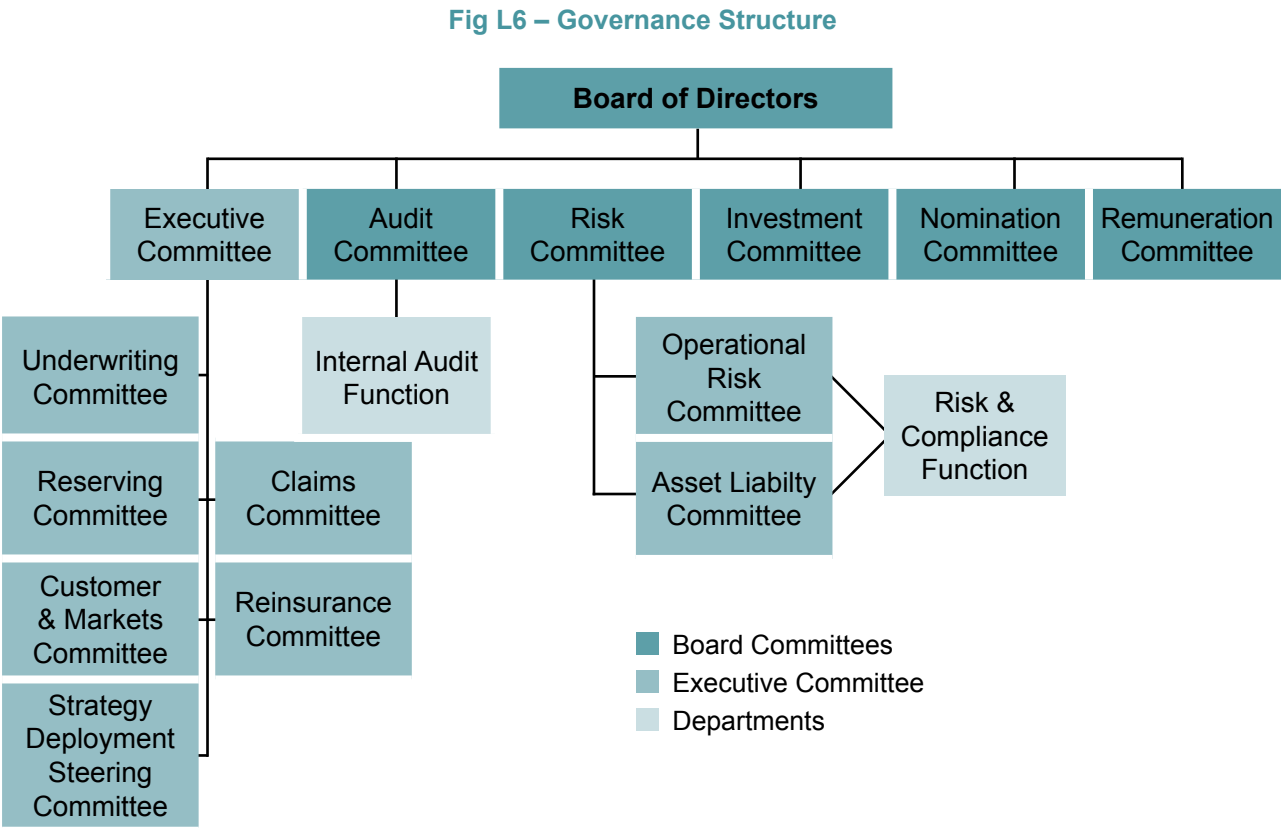 Fig L6 – Governance Structure
Board of Directors
Executive
Committee
Audit
Committee
Risk
Committee
Investment
Committee
Nomination
Committee
Remuneration
Committee
Underwriting
Committee
Internal Audit
Function
Operational
Risk
Committee
Risk &
Compliance
Function
Reserving
Committee
Claims
Committee
Asset Liabilty
Committee
Customer
& Markets
Committee
Reinsurance
Committee
Strategy
Deployment
Steering
Committee
Board Committees
Executive Committee
Departments